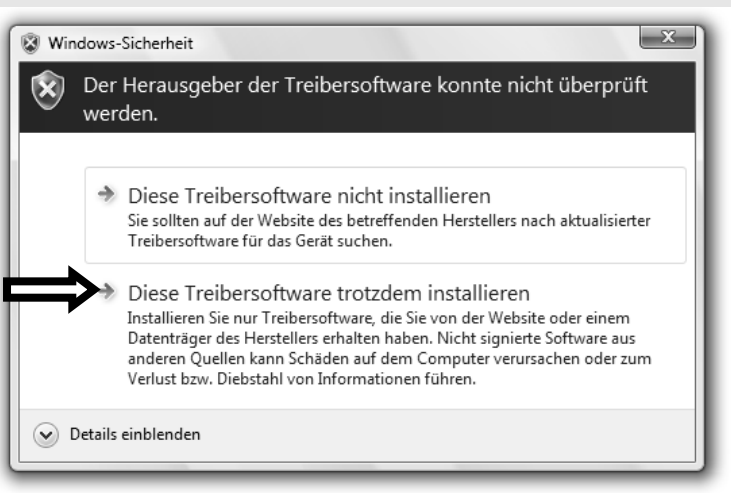 Windows-Sicherheit
Der Herausgeber der Treibersoftware konnte nicht überprüft
werden.
Diese Treibersoftware nicht installieren
Sie sollten auf der Website des betreffenden Herstellers nach aktualisierter
Treibersoftware für das Gerät suchen.
Diese Treibersoftware trotzdem installieren
Installieren Sie nur Treibersoftware, die Sie von der Website oder einem
Datenträger des Herstellers erhalten haben. Nicht signierte Software aus
anderen Quellen kann Schäden auf dem Computer verursachen oder zum
Verlust bzw. Diebstahl von Informationen führen.
Details einblenden